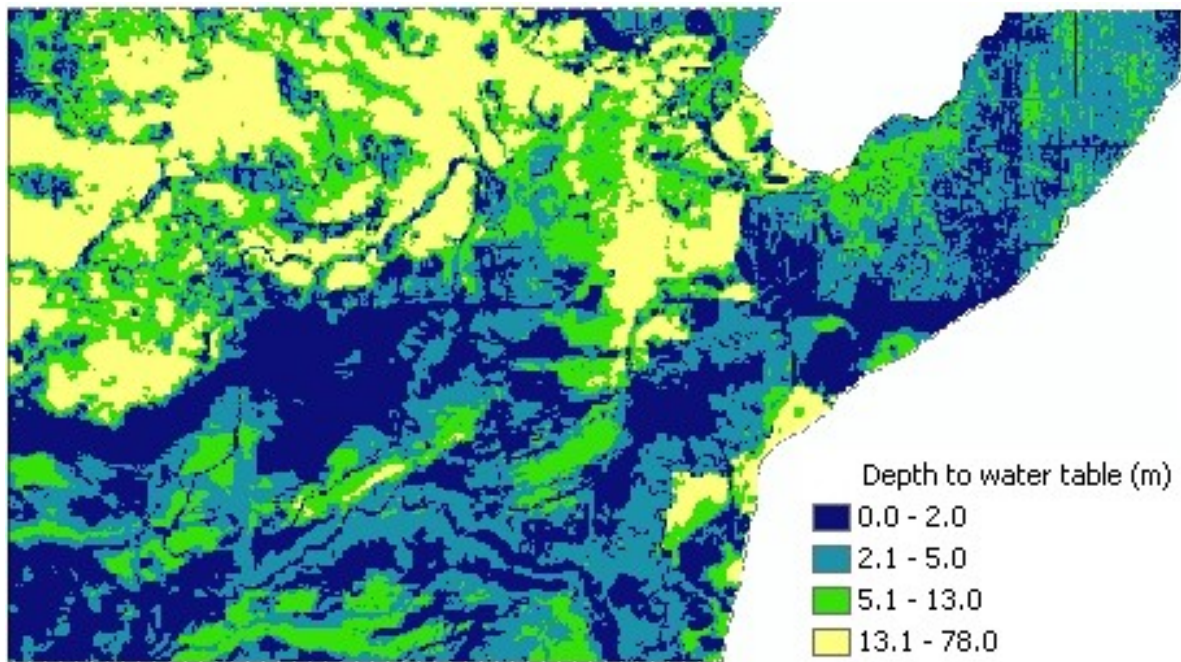 Depth to water table (m)
0.0 - 2.0
2.1 - 5.0
5.1 - 13.0
13.1 - 78.0